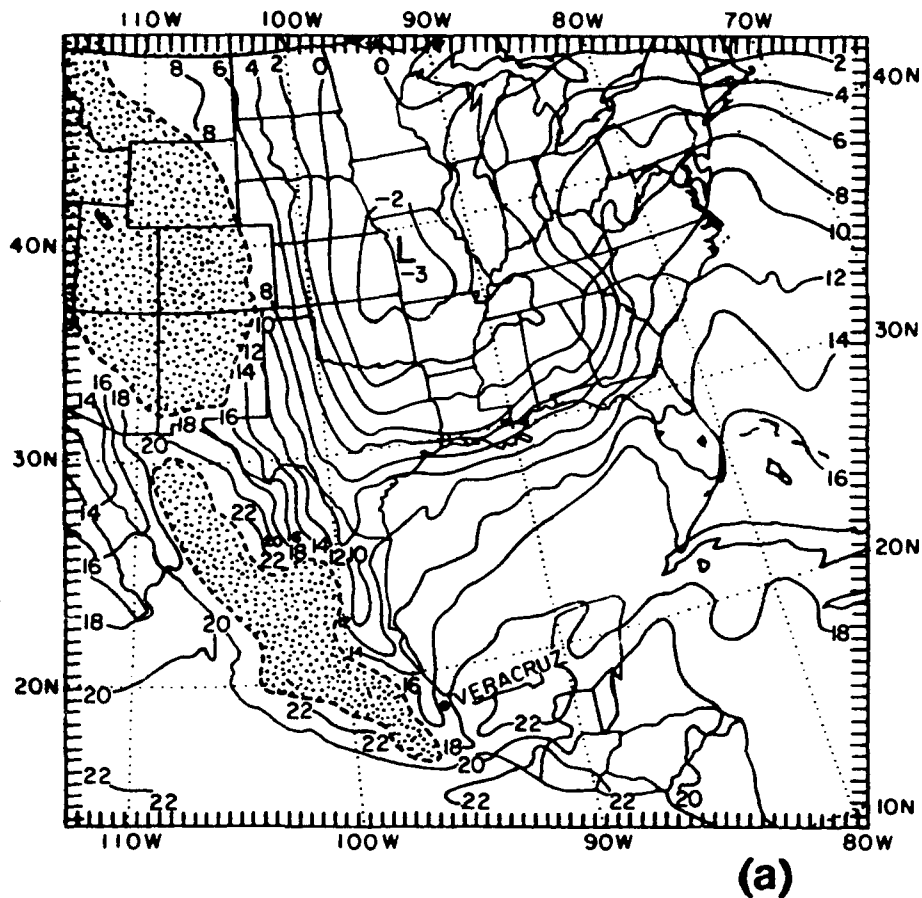 110W 100W 90W 80W 70W
8 6 4 2 0 0 2
40N
4
8 6
-2 8
40N L 10
-3
8 12
10
12 30N
14 14
16
14 18 16
20 18
30N 16
22
14 20 18 14 12 10
22 20N
16
18 20 14 18
20N 16 VERACRUZ
20 22 22
22 18
20
22 22 22 22 20
10N
110W 100W 90W 80W
(a)